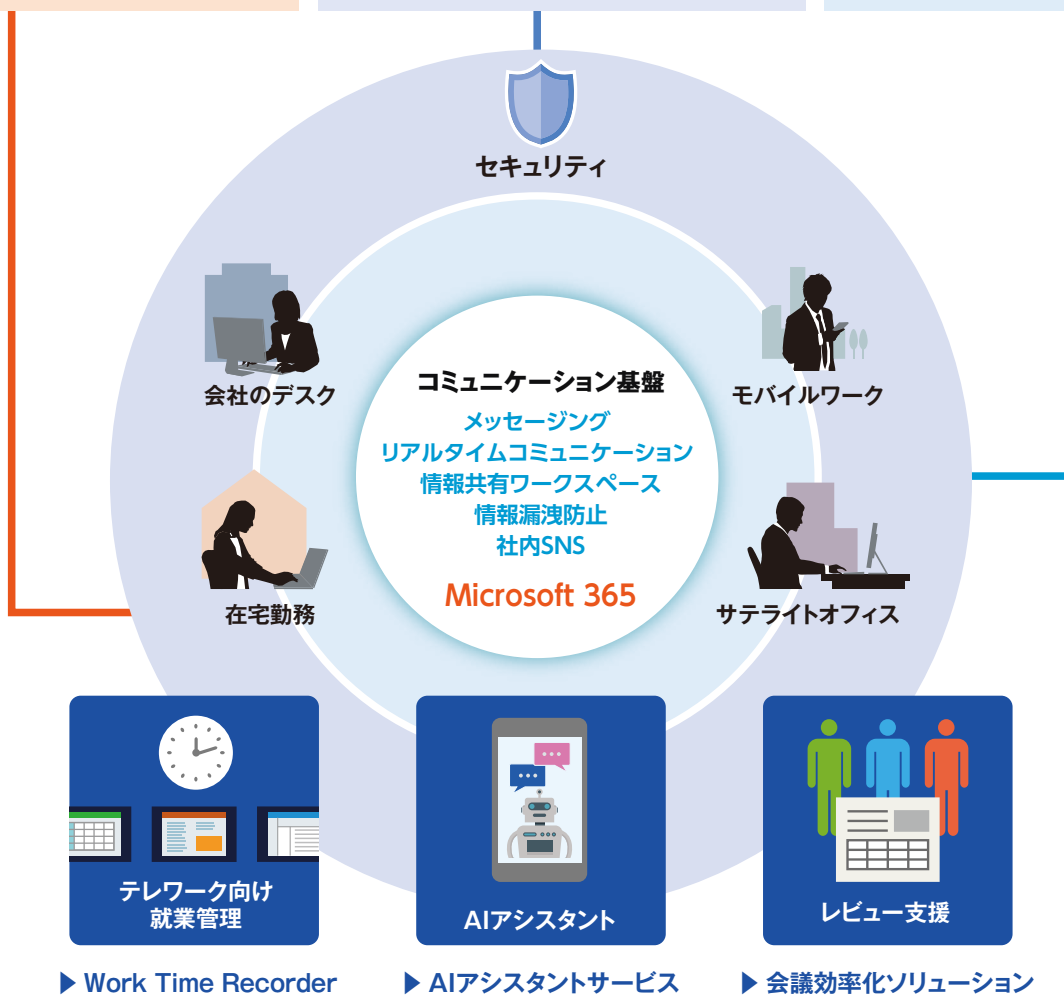 セキュリティ
会社のデスク
モバイルワーク
コミュニケーション基盤
メッセージング
リアルタイムコミュニケーション
情報共有ワークスペース
情報漏洩防止
社内SNS
Microsoft 365
在宅勤務
サテライトオフィス
テレワーク向け
就業管理
AIアシスタント
レビュー支援
▶ Work Time Recorder
▶ AIアシスタントサービス
▶ 会議効率化ソリューション